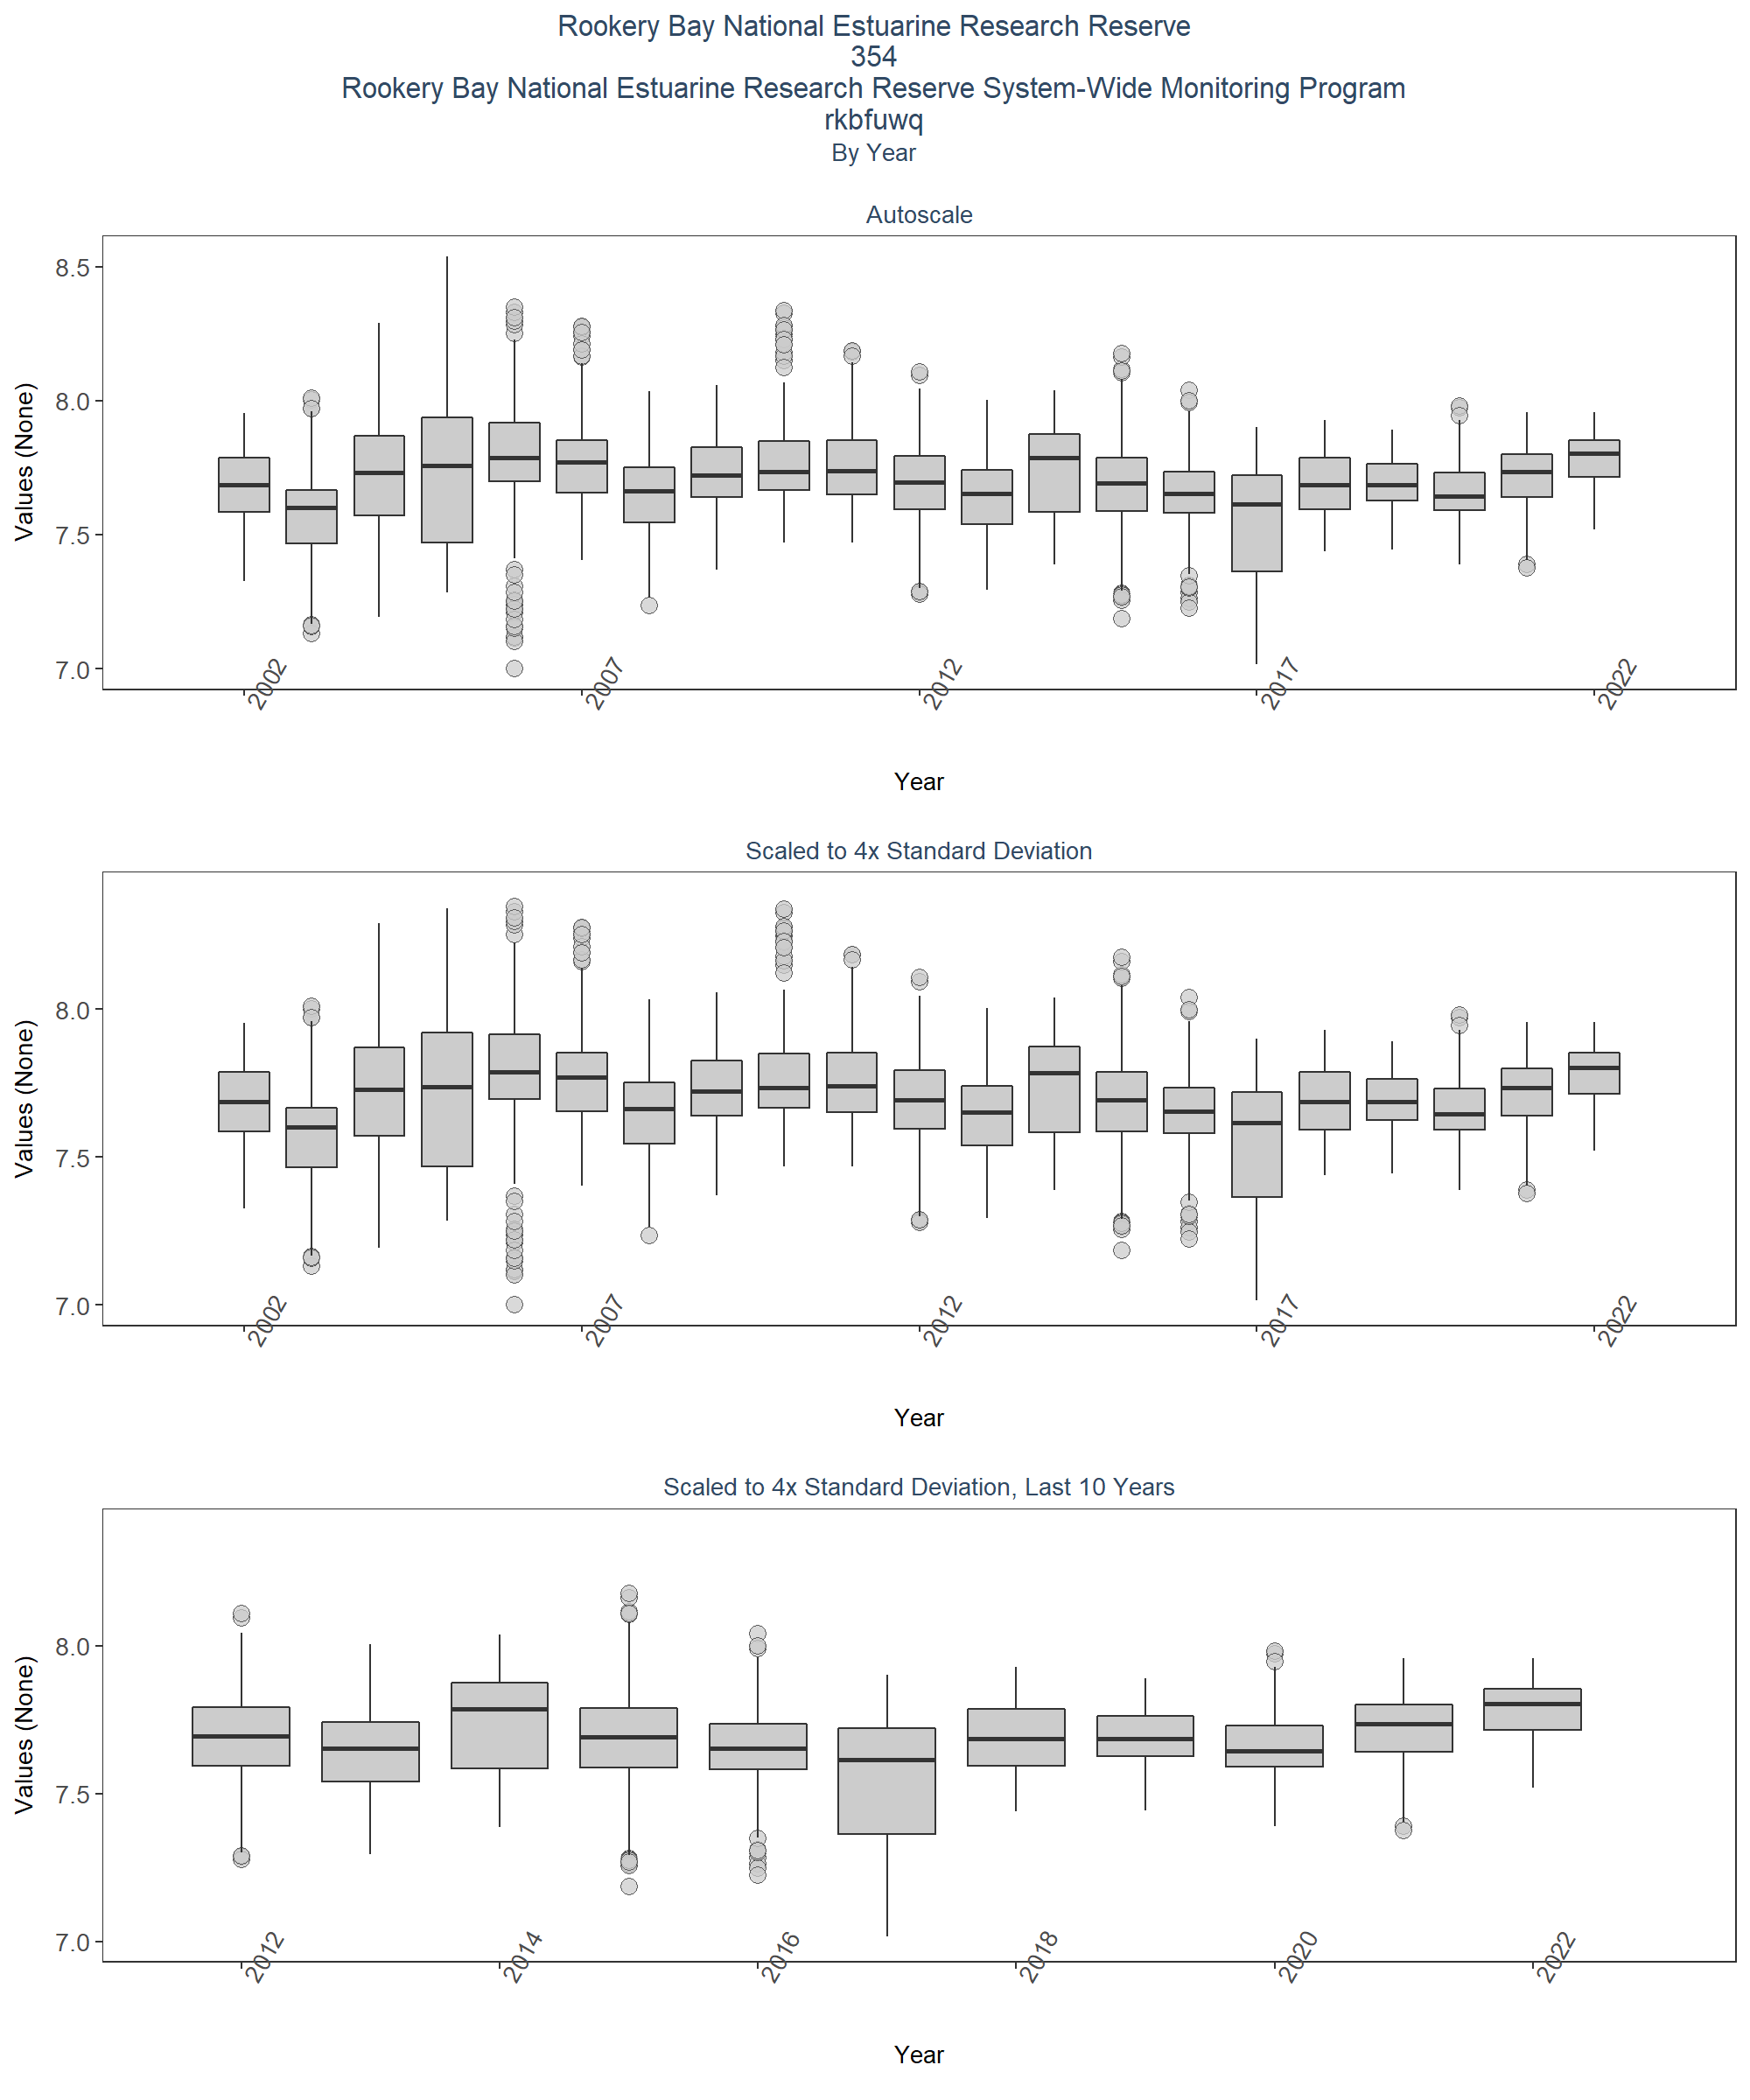 Rookery Bay National Estuarine Research Reserve
354
Rookery Bay National Estuarine Research Reserve System-Wide Monitoring Program
rkbfuwq
By Year
Autoscale
Values (None)
8.5
8.0
7.5
7.0
2002 2007 2012 2017 2022
Year
Scaled to 4x Standard Deviation
Values (None)
8.0
7.5
7.0
2002 2007 2012 2017 2022
Year
Scaled to 4x Standard Deviation, Last 10 Years
Values (None)
8.0
7.5
7.0
2012 2014 2016 2018 2020 2022
Year